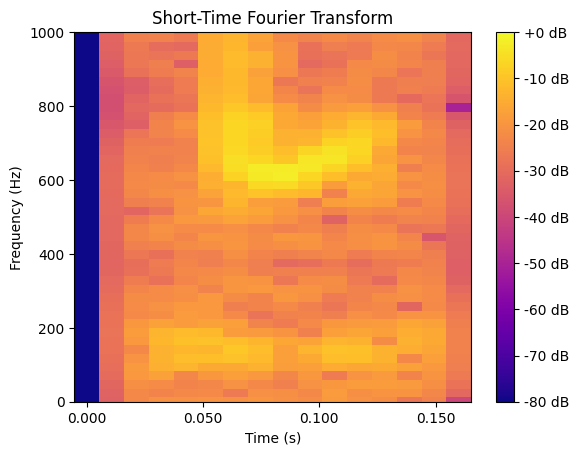 Short-Time Fourier Transform
Frequency (Hz)
1000
800
600
400
200
0
0.000
0.050
0.100
0.150
Time (s)
+0 dB
-10 dB
-20 dB
-30 dB
-40 dB
-50 dB
-60 dB
-70 dB
-80 dB